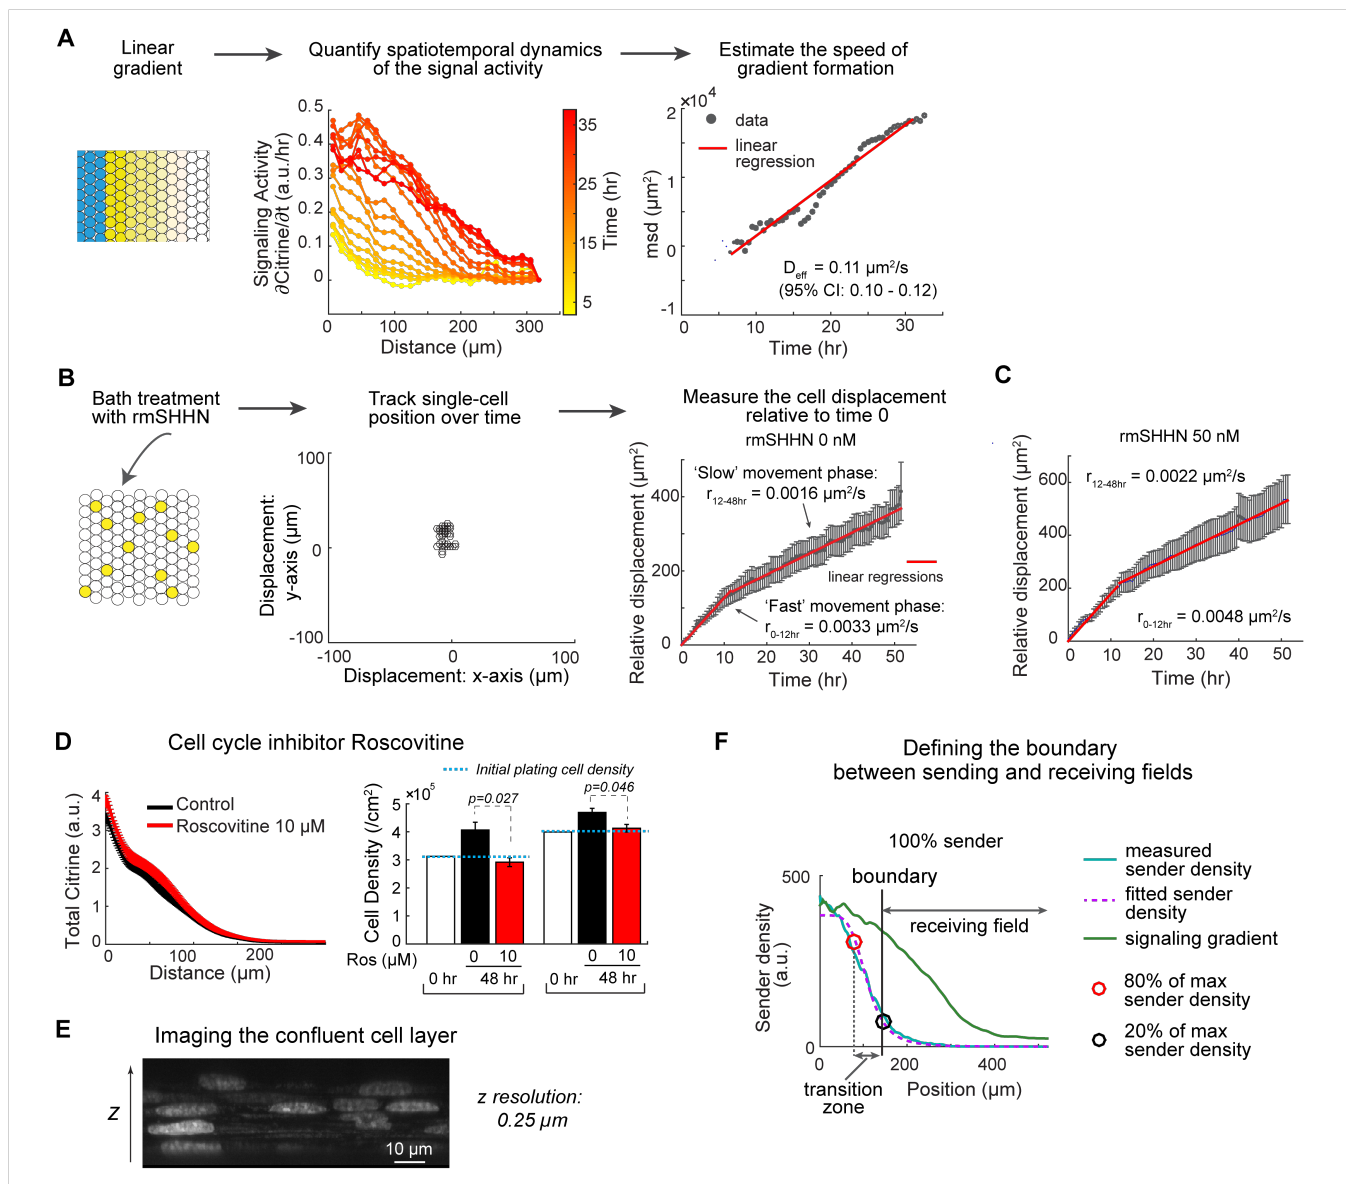 A
Linear
gradient
Quantify spatiotemporal dynamics
of the signal activity
Estimate the speed of
gradient formation
Signaling Activity
∂Citrine/∂t (a.u./hr)
0.5
0.4
0.3
0.2
0.1
0
0 100 200 300
Distance (µm)
35
25
15
5
Time (hr)
×10⁴
2
1
0
-1
msd (µm²)
data
linear
regression
D_eff = 0.11 µm²/s
(95% CI: 0.10 - 0.12)
0 10 20 30
Time (hr)
B
Bath treatment
with rmSHHN
Track single-cell
position over time
Measure the cell displacement
relative to time 0
Displacement:
y-axis (µm)
100
0
-100
-100 0 100
Displacement: x-axis (µm)
rmSHHN 0 nM
Relative displacement (µm²)
400
200
0
'Slow' movement phase:
r_12-48hr = 0.0016 µm²/s
linear regressions
'Fast' movement phase:
r_0-12hr = 0.0033 µm²/s
0 10 20 30 40 50
Time (hr)
C
rmSHHN 50 nM
Relative displacement (µm²)
600
400
200
0
r_12-48hr = 0.0022 µm²/s
r_0-12hr = 0.0048 µm²/s
0 10 20 30 40 50
Time (hr)
D
Cell cycle inhibitor Roscovitine
Total Citrine (a.u.)
4
3
2
1
0
Control
Roscovitine 10 µM
0 100 200
Distance (µm)
Initial plating cell density
×10⁵
Cell Density (/cm²)
5
4
3
2
1
0
p=0.027
p=0.046
Ros (µM)
0 10
0 10
0 hr 48 hr
0 hr 48 hr
E
Imaging the confluent cell layer
z
10 µm
z resolution:
0.25 µm
F
Defining the boundary
between sending and receiving fields
100% sender
boundary
receiving field
Sender density
(a.u.)
500
0
0 200 400
Position (µm)
transition
zone
measured
sender density
fitted sender
density
signaling gradient
80% of max
sender density
20% of max
sender density